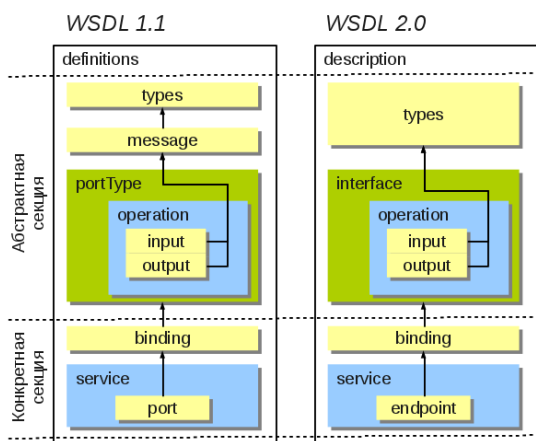 WSDL 1.1
WSDL 2.0
definitions
types
message
portType
operation
input
output
binding
service
port
description
types
interface
operation
input
output
binding
service
endpoint
Абстрактная
секция
Конкретная
секция